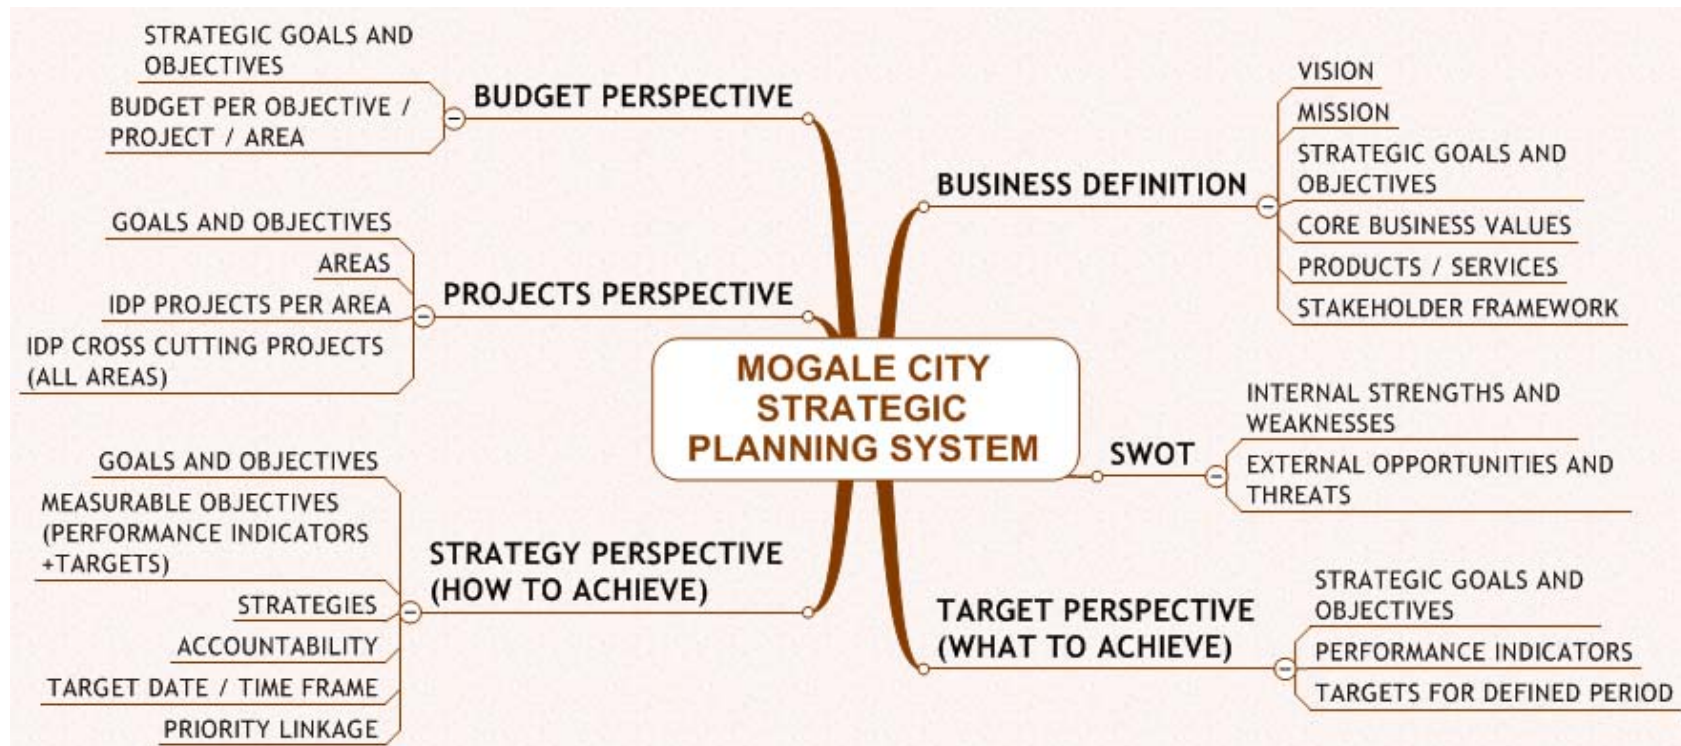 STRATEGIC GOALS AND
OBJECTIVES
BUDGET PER OBJECTIVE /
PROJECT / AREA
BUDGET PERSPECTIVE
GOALS AND OBJECTIVES
AREAS
IDP PROJECTS PER AREA
IDP CROSS CUTTING PROJECTS
(ALL AREAS)
PROJECTS PERSPECTIVE
GOALS AND OBJECTIVES
MEASURABLE OBJECTIVES
(PERFORMANCE INDICATORS
+TARGETS)
STRATEGIES
ACCOUNTABILITY
TARGET DATE / TIME FRAME
PRIORITY LINKAGE
STRATEGY PERSPECTIVE
(HOW TO ACHIEVE)
MOGALE CITY
STRATEGIC
PLANNING SYSTEM
BUSINESS DEFINITION
VISION
MISSION
STRATEGIC GOALS AND
OBJECTIVES
CORE BUSINESS VALUES
PRODUCTS / SERVICES
STAKEHOLDER FRAMEWORK
SWOT
INTERNAL STRENGTHS AND
WEAKNESSES
EXTERNAL OPPORTUNITIES AND
THREATS
TARGET PERSPECTIVE
(WHAT TO ACHIEVE)
STRATEGIC GOALS AND
OBJECTIVES
PERFORMANCE INDICATORS
TARGETS FOR DEFINED PERIOD